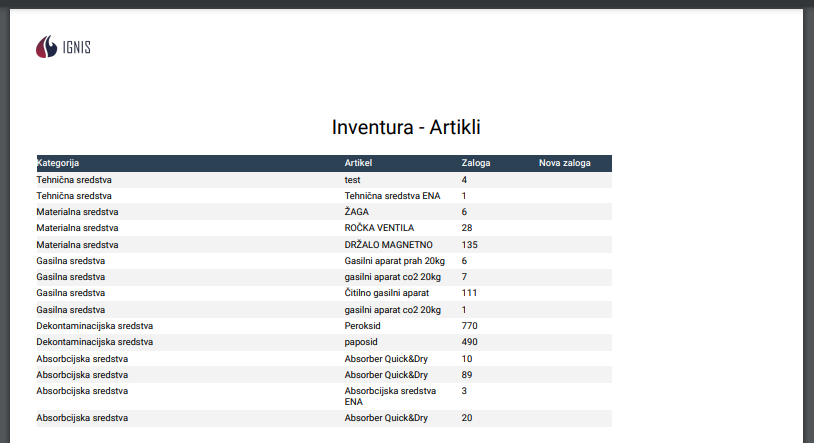 IGNIS
Inventura - Artikli
Kategorija Artikel Zaloga Nova zaloga
Tehnična sredstva test 4
Tehnična sredstva Tehnična sredstva ENA 1
Materialna sredstva ŽAGA 6
Materialna sredstva ROČKA VENTILA 28
Materialna sredstva DRŽALO MAGNETNO 135
Gasilna sredstva Gasilni aparat prah 20kg 6
Gasilna sredstva gasilni aparat co2 20kg 7
Gasilna sredstva Čitilno gasilni aparat 111
Gasilna sredstva gasilni aparat co2 20kg 1
Dekontaminacijska sredstva Peroksid 770
Dekontaminacijska sredstva paposid 490
Absorbcijska sredstva Absorber Quick&Dry 10
Absorbcijska sredstva Absorber Quick&Dry 89
Absorbcijska sredstva Absorbcijska sredstva 3
ENA
Absorbcijska sredstva Absorber Quick&Dry 20